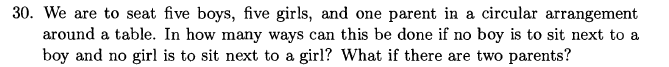 30. We are to seat five boys, five girls, and one parent in a circular arrangement
around a table. In how many ways can this be done if no boy is to sit next to a
boy and no girl is to sit next to a girl? What if there are two parents?